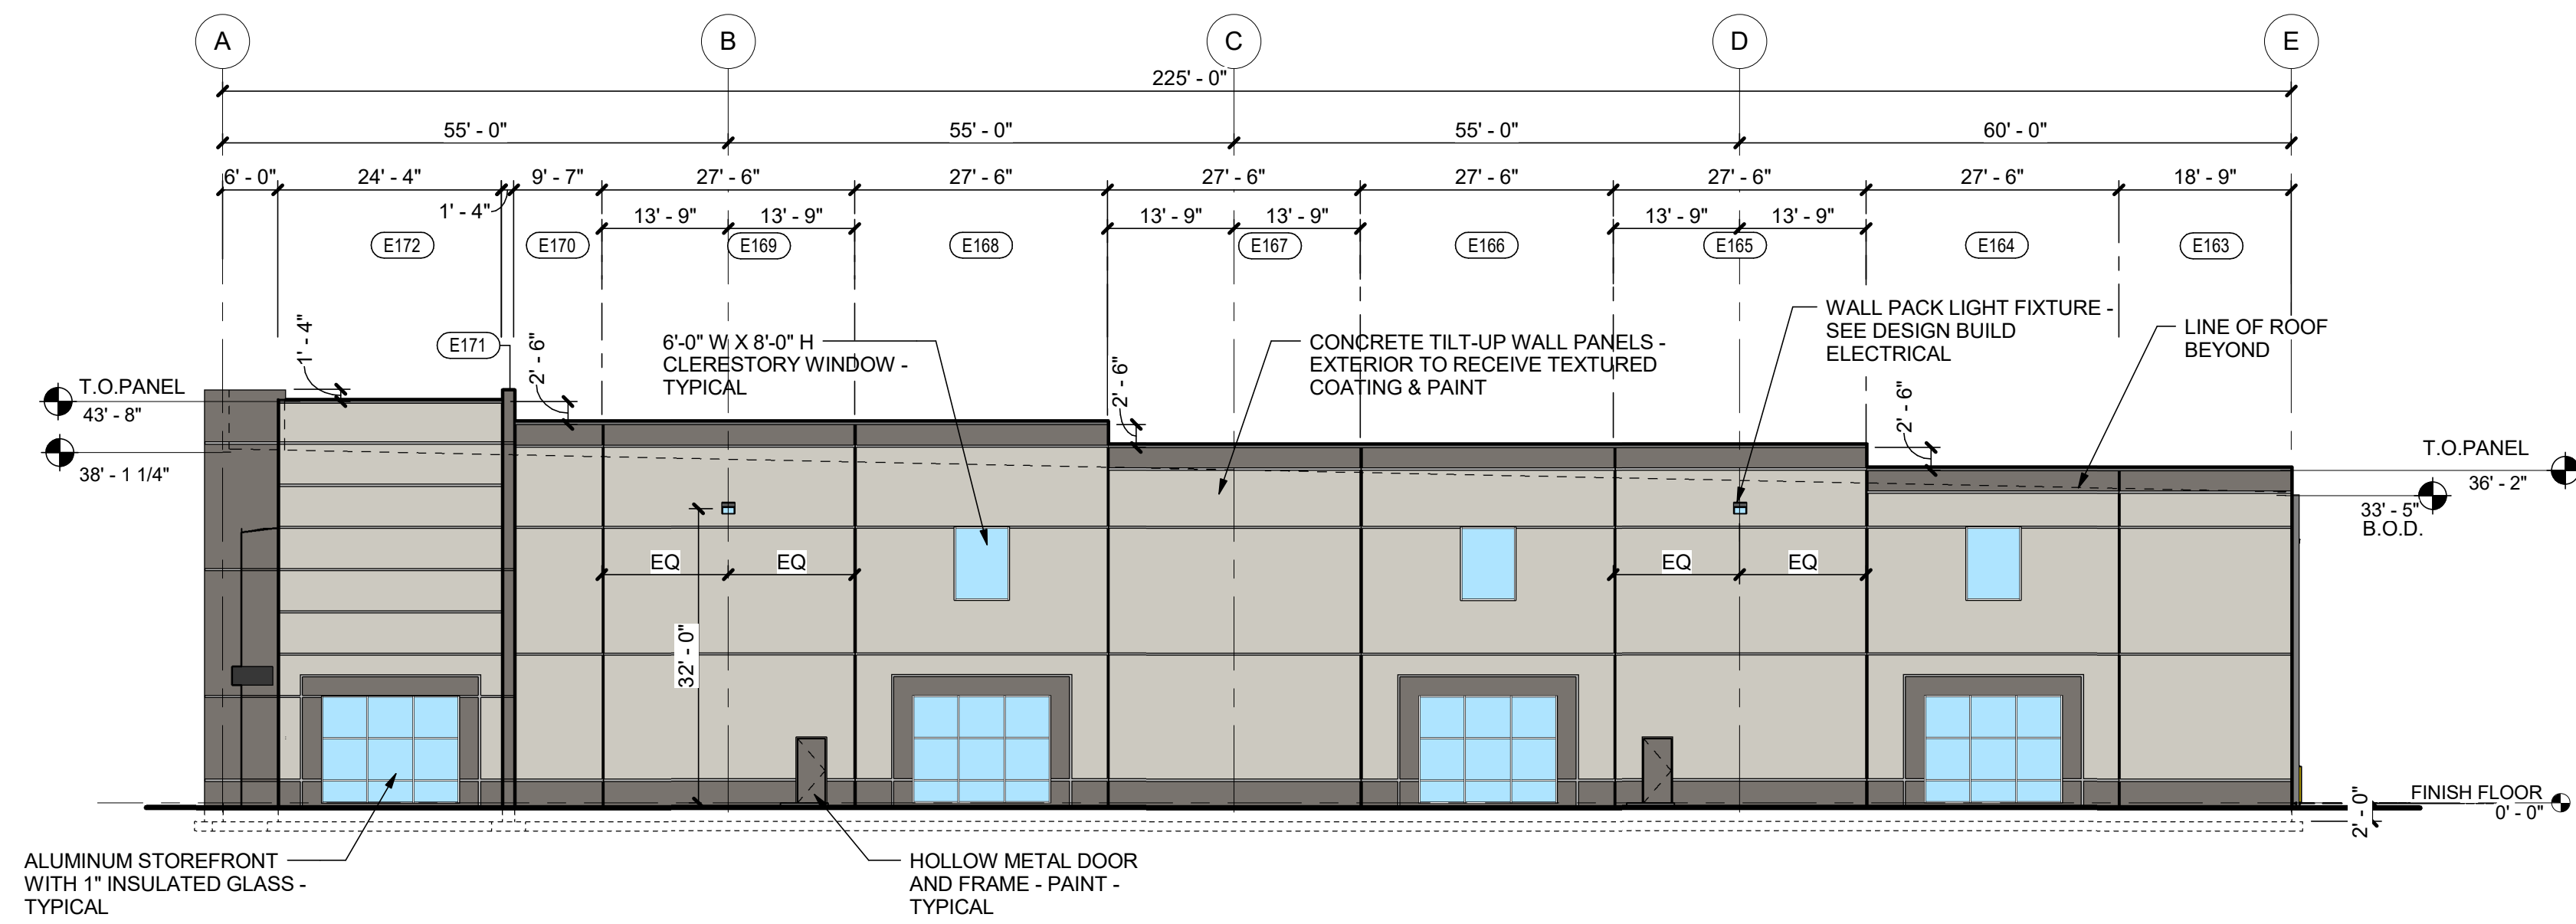 A B C D E
225' - 0"
55' - 0" 55' - 0" 55' - 0" 60' - 0"
6' - 0" 24' - 4" 9' - 7" 27' - 6" 27' - 6" 27' - 6" 27' - 6" 27' - 6" 27' - 6" 18' - 9"
1' - 4" 13' - 9" 13' - 9" 13' - 9" 13' - 9" 13' - 9" 13' - 9"
E172 E170 E169 E168 E167 E166 E165 E164 E163
E171
1' - 4"
2' - 6"
2' - 6"
2' - 6"
6'-0" W X 8'-0" H
CLERESTORY WINDOW -
TYPICAL
CONCRETE TILT-UP WALL PANELS -
EXTERIOR TO RECEIVE TEXTURED
COATING & PAINT
WALL PACK LIGHT FIXTURE -
SEE DESIGN BUILD
ELECTRICAL
LINE OF ROOF
BEYOND
T.O.PANEL
43' - 8"
38' - 1 1/4"
T.O.PANEL
36' - 2"
33' - 5"
B.O.D.
EQ EQ EQ EQ
32' - 0"
FINISH FLOOR
0' - 0"
2' - 0"
ALUMINUM STOREFRONT
WITH 1" INSULATED GLASS -
TYPICAL
HOLLOW METAL DOOR
AND FRAME - PAINT -
TYPICAL